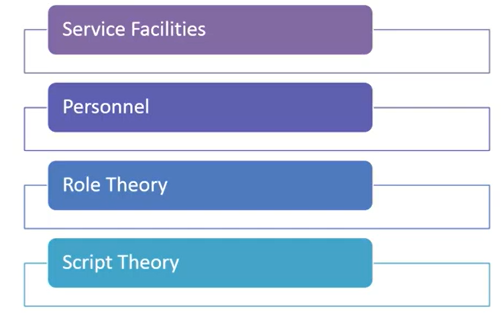 Service Facilities
Personnel
Role Theory
Script Theory